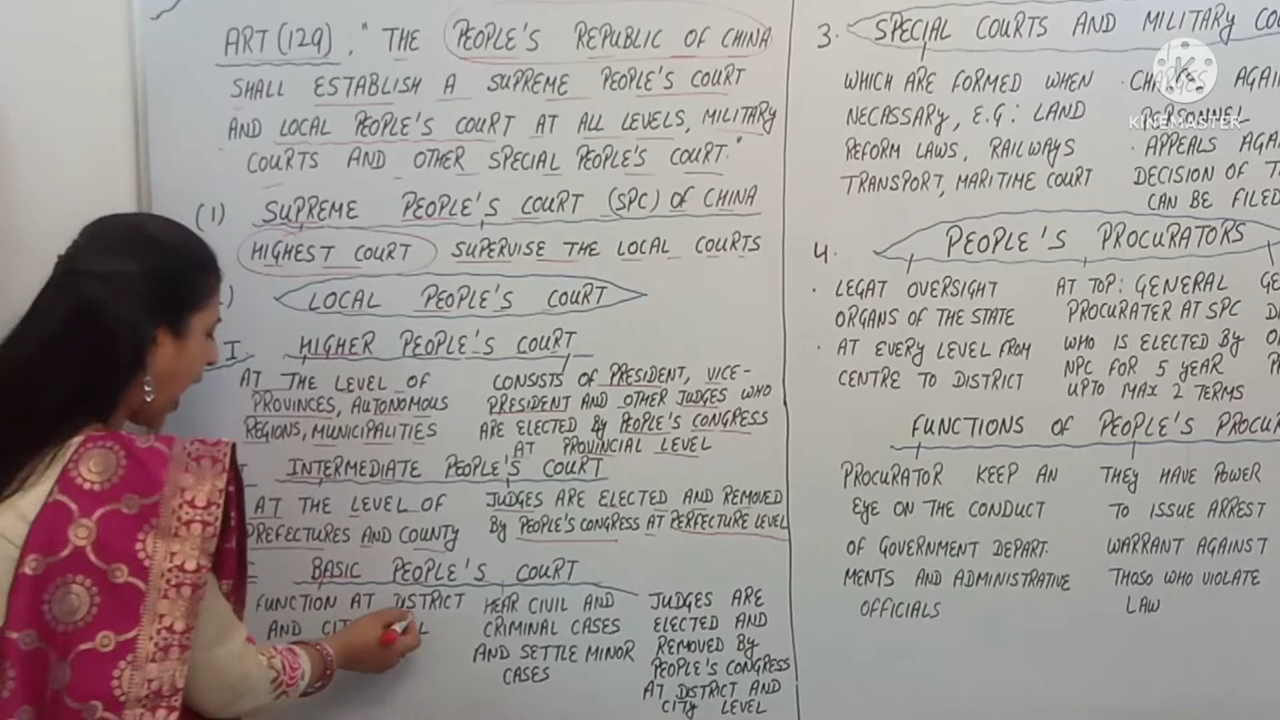 ART(129). "THE PEOPLE'S REPUBLIC OF CHINA
SHALL ESTABLISH A SUPREME PEOPLE'S COURT
AND LOCAL PEOPLE'S COURT AT ALL LEVELS, MILITARY
COURTS AND OTHER SPECIAL PEOPLE'S COURT."
(1) SUPREME PEOPLE'S COURT (SPC) OF CHINA
HIGHEST COURT SUPERVISE THE LOCAL COURTS
) LOCAL PEOPLE'S COURT
I HIGHER PEOPLE'S COURT
AT THE LEVEL OF
PROVINCES, AUTONOMOUS
REGIONS, MUNICIPALITIES
CONSISTS OF PRESIDENT, VICE-
PRESIDENT AND OTHER JUDGES WHO
ARE ELECTED BY PEOPLE'S CONGRESS
AT PROVINCIAL LEVEL
INTERMEDIATE PEOPLE'S COURT
AT THE LEVEL OF
PREFECTURES AND COUNTY
JUDGES ARE ELECTED AND REMOVED
BY PEOPLE'S CONGRESS AT PERFECTURE LEVEL
BASIC PEOPLE'S COURT
FUNCTION AT DISTRICT
AND
HEAR CIVIL AND
CRIMINAL CASES
AND SETTLE MINOR
CASES
JUDGES ARE
ELECTED AND
REMOVED BY
PEOPLE'S CONGRESS
AT DISTRICT AND
CITY LEVEL
3. SPECIAL COURTS AND MILITARY CO
WHICH ARE FORMED WHEN
NECASSARY, E.G: LAND
REFORM LAWS, RAILWAYS
TRANSPORT, MARITIME COURT
· CHARGES AGAI
PERSONNEL
· APPEALS AGA
DECISION OF T
CAN BE FILED
K
KINEMASTER
4. PEOPLE'S PROCURATORS
· LEGAT OVERSIGHT
ORGANS OF THE STATE
· AT EVERY LEVEL FROM
CENTRE TO DISTRICT
AT TOP: GENERAL
PROCURATER AT SPC
WHO IS ELECTED BY
NPC FOR 5 YEAR
UPTO MAX 2 TERMS
GE
FUNCTIONS OF PEOPLE'S PROCUR
PROCURATOR KEEP AN
EYE ON THE CONDUCT
OF GOVERNMENT DEPART-
MENTS AND ADMINISTRATIVE
OFFICIALS
THEY HAVE POWER
TO ISSUE ARREST
WARRANT AGAINST
THOSO WHO VIOLATE
LAW